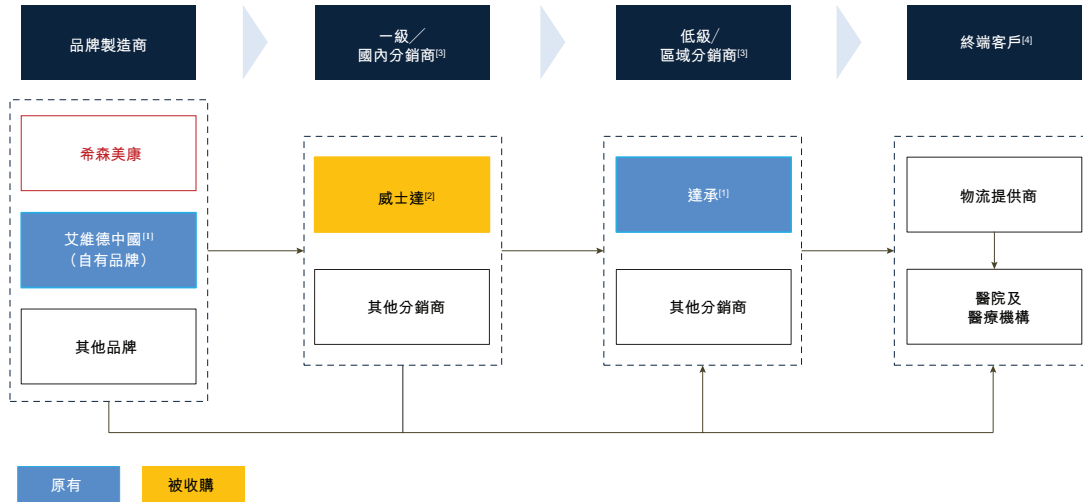 品牌製造商
一級／
國內分銷商[3]
低級/
區域分銷商[3]
終端客戶[4]
希森美康
艾維德中國[1]
（自有品牌）
其他品牌
威士達[2]
其他分銷商
達承[1]
其他分銷商
物流提供商
醫院及
醫療機構
原有
被收購